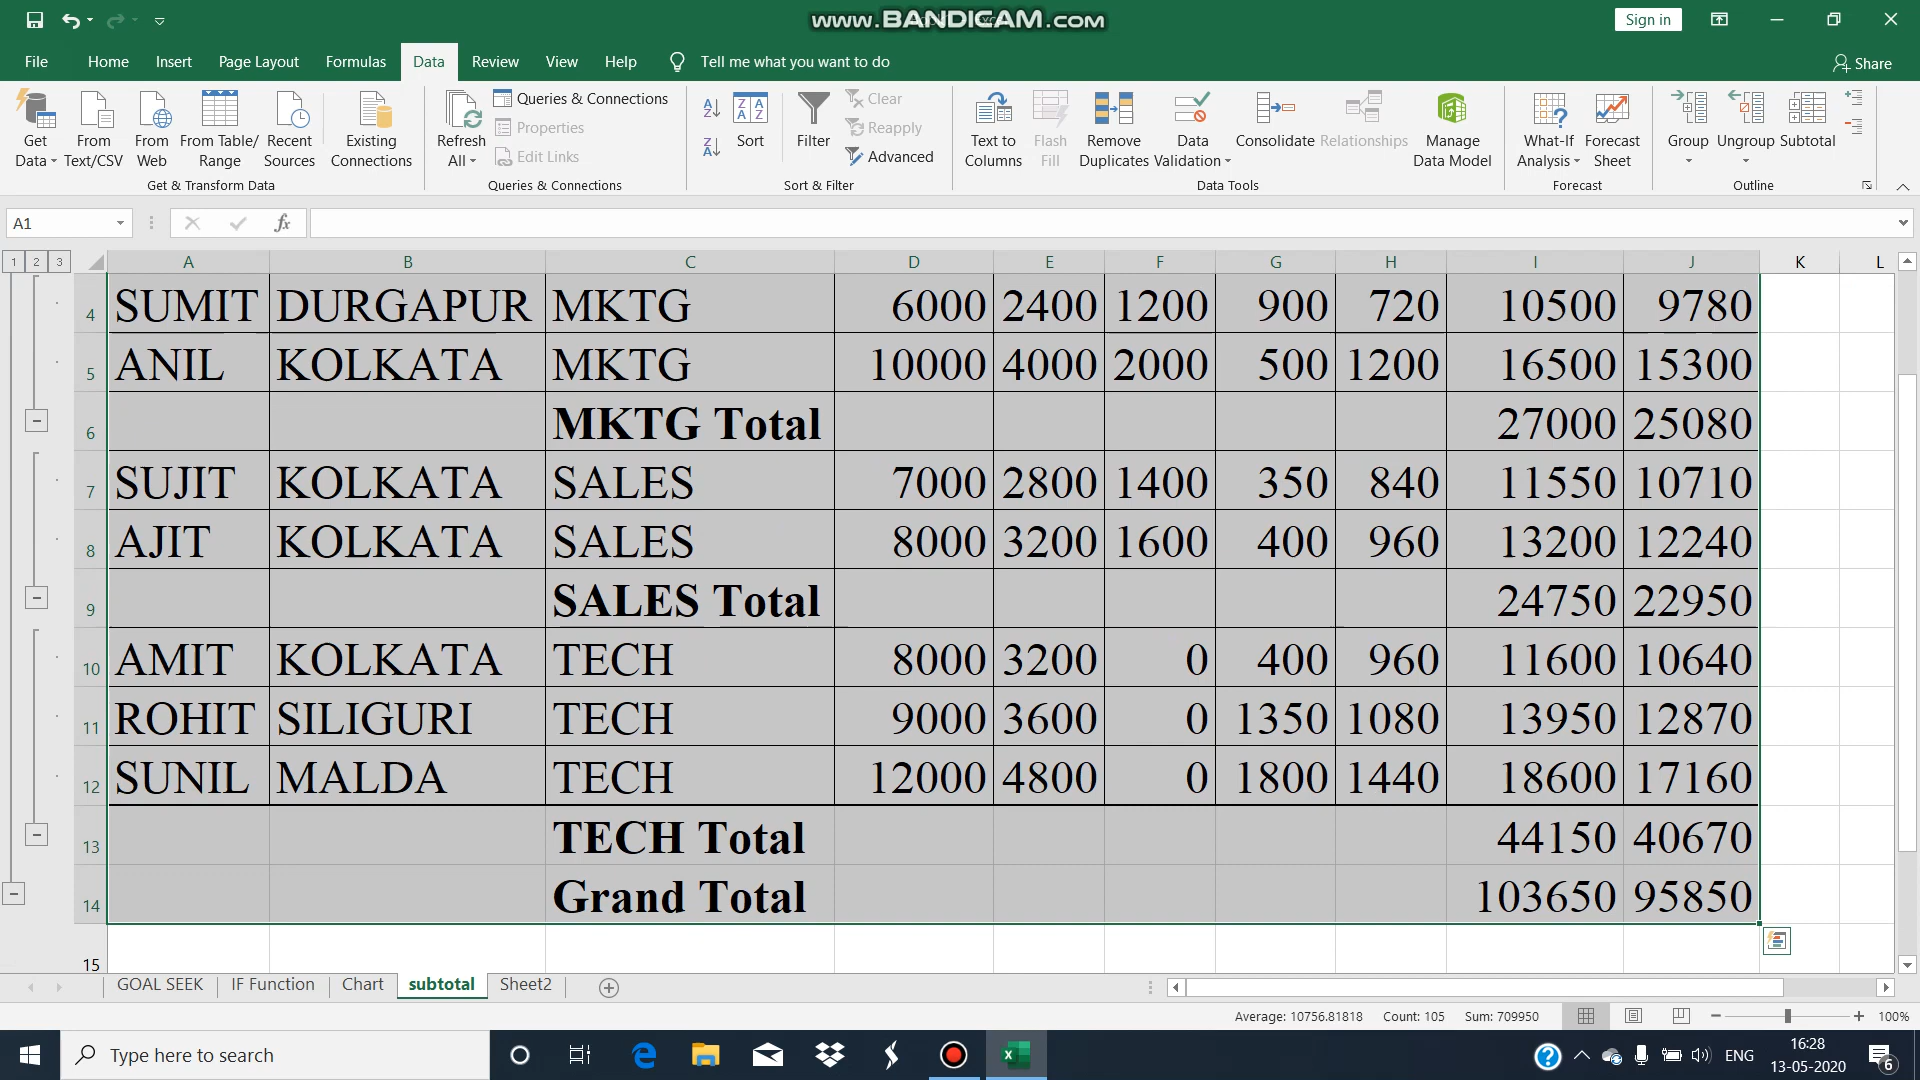 www.BANDICAM.com
Sign in
File Home Insert Page Layout Formulas Data Review View Help Tell me what you want to do Share
Get Data From Text/CSV From Web From Table/ Range Recent Sources Existing Connections
Get & Transform Data
Refresh All Queries & Connections Properties Edit Links
Queries & Connections
Sort Filter Clear Reapply Advanced
Sort & Filter
Text to Columns Flash Fill Remove Duplicates Data Validation Consolidate Relationships Manage Data Model
Data Tools
What-If Analysis Forecast Sheet
Forecast
Group Ungroup Subtotal
Outline
A1 fx
1 2 3 A B C D E F G H I J K L
4 SUMIT DURGAPUR MKTG 6000 2400 1200 900 720 10500 9780
5 ANIL KOLKATA MKTG 10000 4000 2000 500 1200 16500 15300
6 MKTG Total 27000 25080
7 SUJIT KOLKATA SALES 7000 2800 1400 350 840 11550 10710
8 AJIT KOLKATA SALES 8000 3200 1600 400 960 13200 12240
9 SALES Total 24750 22950
10 AMIT KOLKATA TECH 8000 3200 0 400 960 11600 10640
11 ROHIT SILIGURI TECH 9000 3600 0 1350 1080 13950 12870
12 SUNIL MALDA TECH 12000 4800 0 1800 1440 18600 17160
13 TECH Total 44150 40670
14 Grand Total 103650 95850
15
GOAL SEEK IF Function Chart subtotal Sheet2
Average: 10756.81818 Count: 105 Sum: 709950 100%
Type here to search ENG 16:28
13-05-2020 6